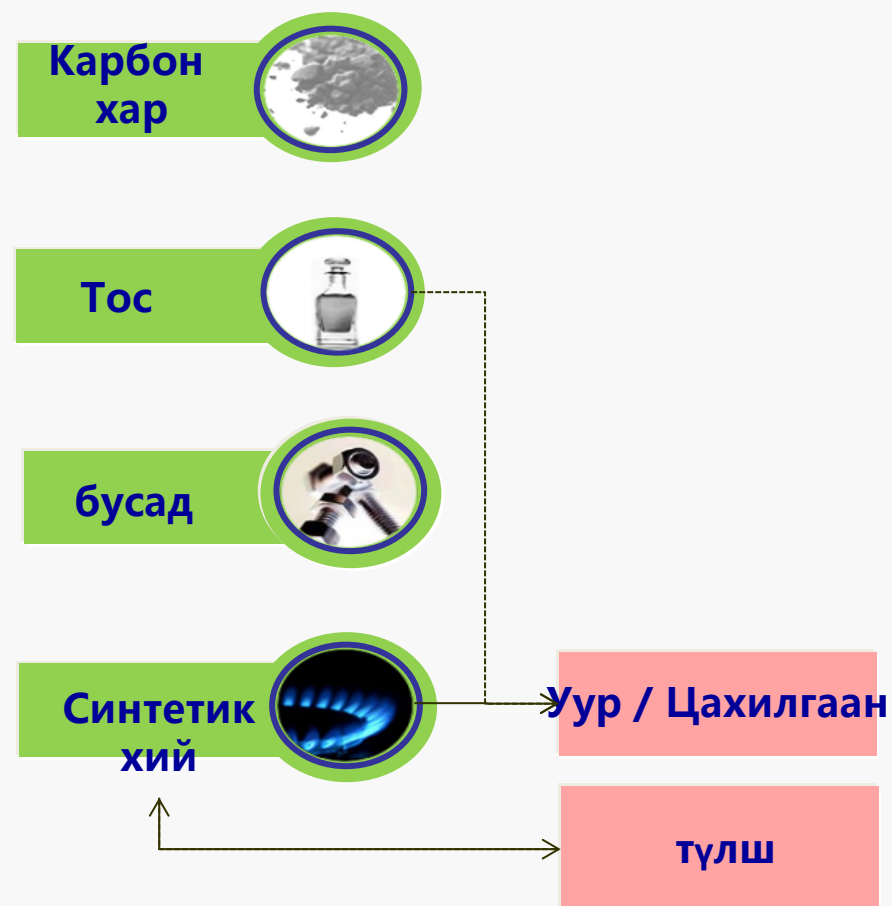 Карбон
хар
Тос
бусад
Синтетик
хий
Уур / Цахилгаан
түлш